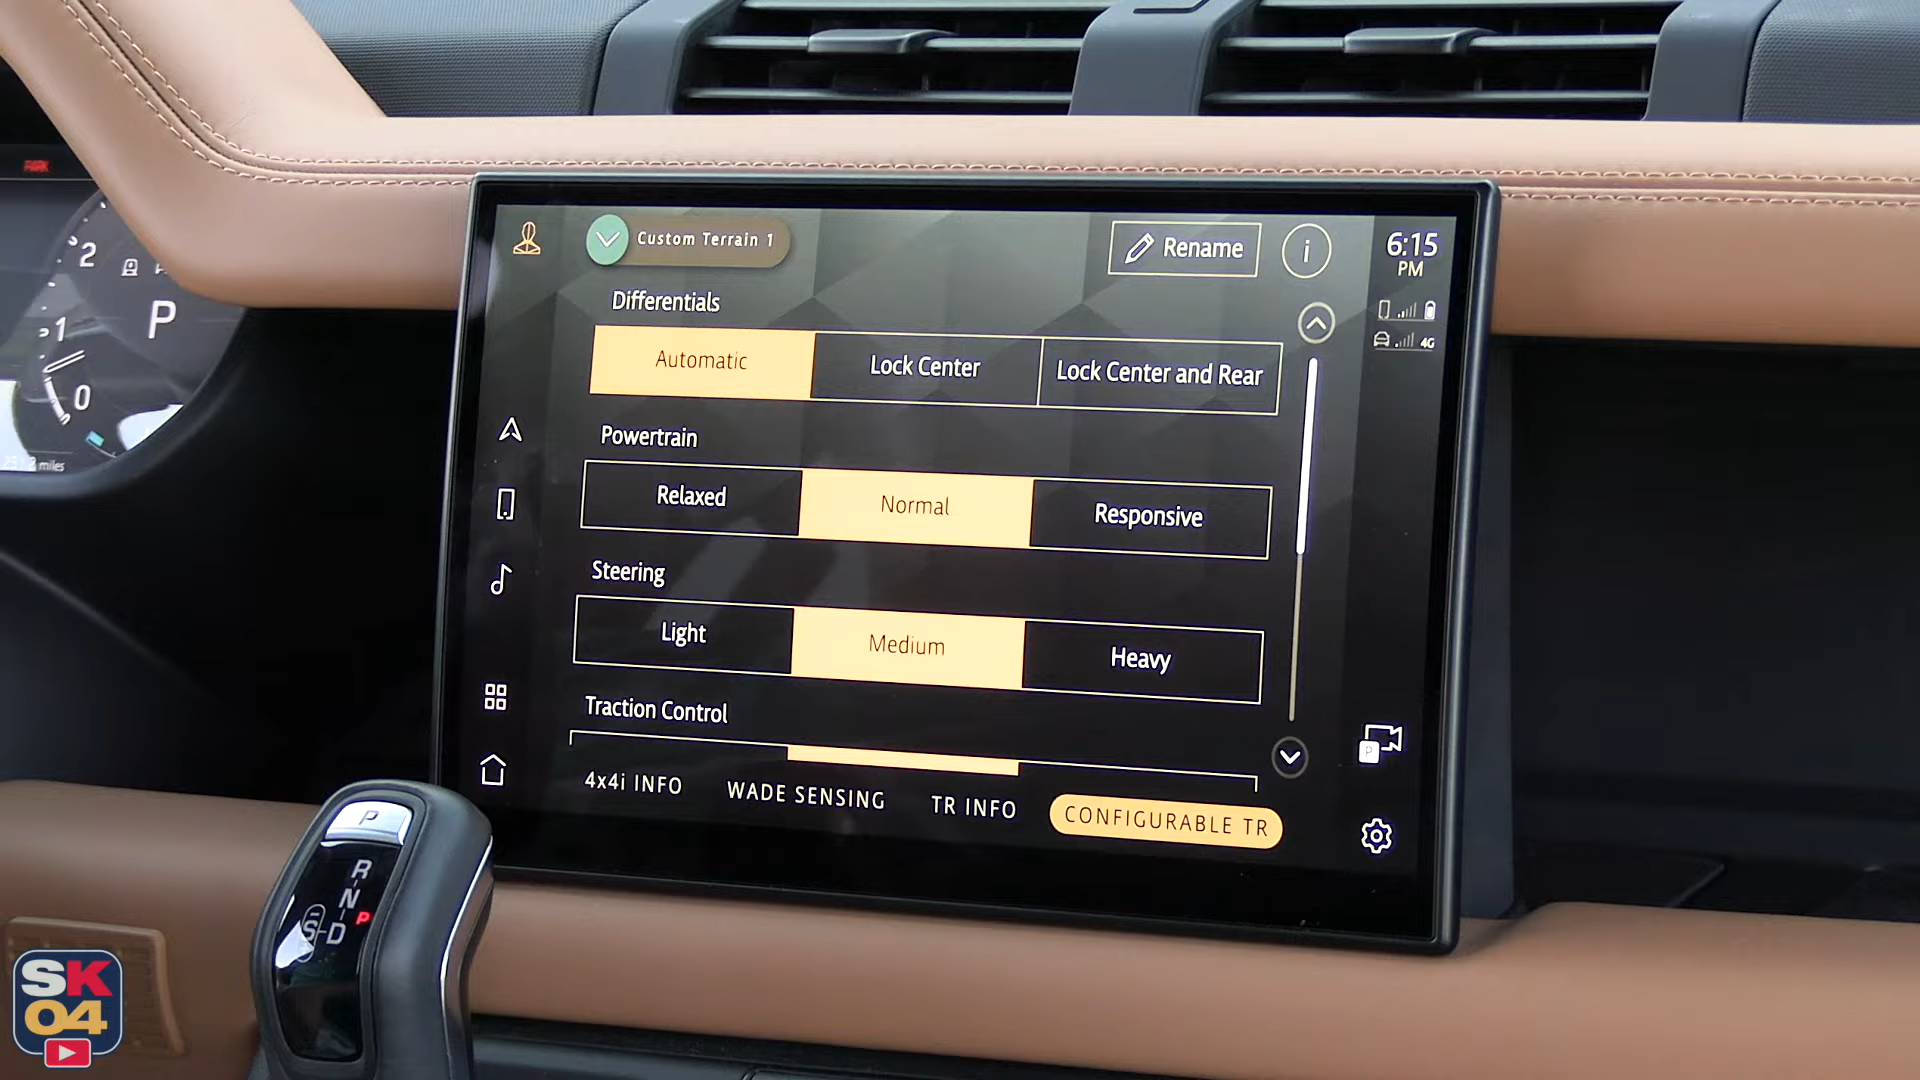 PARK
2
1
0
P
miles
Custom Terrain 1
Rename
i
6:15
PM
4G
Differentials
Automatic
Lock Center
Lock Center and Rear
Powertrain
Relaxed
Normal
Responsive
Steering
Light
Medium
Heavy
Traction Control
4x4i INFO
WADE SENSING
TR INFO
CONFIGURABLE TR
P
P
R
N
P
S-D
SK
04